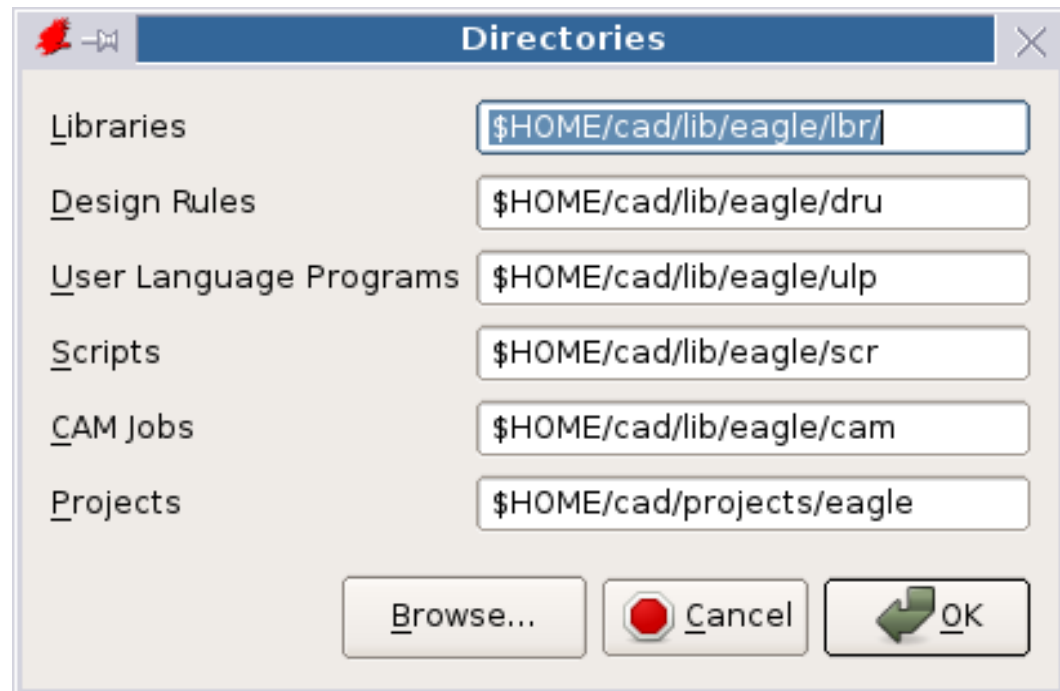 Directories
Libraries $HOME/cad/lib/eagle/lbr/
Design Rules $HOME/cad/lib/eagle/dru
User Language Programs $HOME/cad/lib/eagle/ulp
Scripts $HOME/cad/lib/eagle/scr
CAM Jobs $HOME/cad/lib/eagle/cam
Projects $HOME/cad/projects/eagle
Browse... Cancel OK